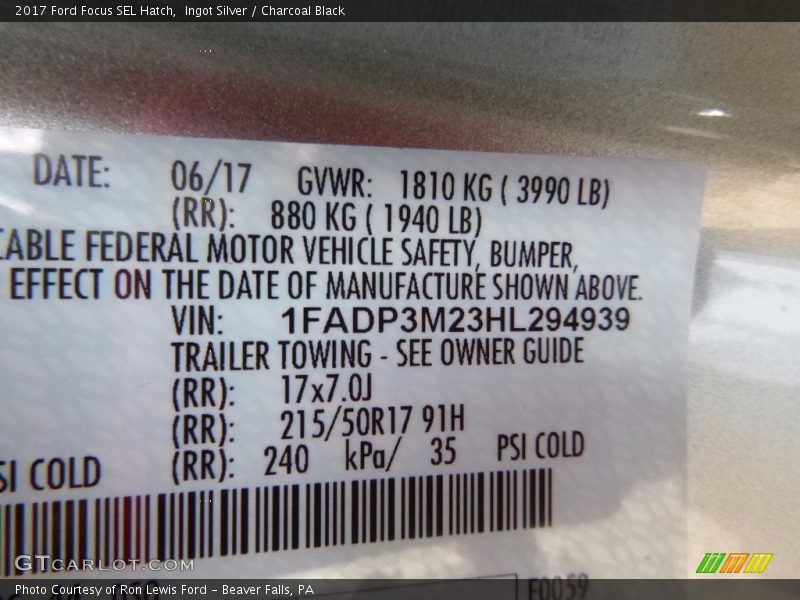 2017 Ford Focus SEL Hatch, Ingot Silver / Charcoal Black
DATE: 06/17 GVWR: 1810 KG ( 3990 LB)
(RR): 880 KG ( 1940 LB)
CABLE FEDERAL MOTOR VEHICLE SAFETY, BUMPER,
EFFECT ON THE DATE OF MANUFACTURE SHOWN ABOVE.
VIN: 1FADP3M23HL294939
TRAILER TOWING - SEE OWNER GUIDE
(RR): 17x7.0J
(RR): 215/50R17 91H
SI COLD (RR): 240 kPa/ 35 PSI COLD
GTCARLOT.COM
F0059
Photo Courtesy of Ron Lewis Ford - Beaver Falls, PA